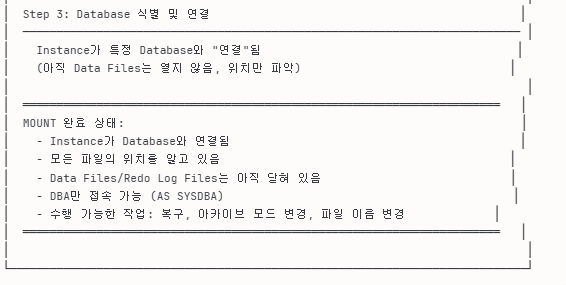 Step 3: Database 식별 및 연결
Instance가 특정 Database와 "연결"됨
(아직 Data Files는 열지 않음, 위치만 파악)
MOUNT 완료 상태:
- Instance가 Database와 연결됨
- 모든 파일의 위치를 알고 있음
- Data Files/Redo Log Files는 아직 닫혀 있음
- DBA만 접속 가능 (AS SYSDBA)
- 수행 가능한 작업: 복구, 아카이브 모드 변경, 파일 이름 변경